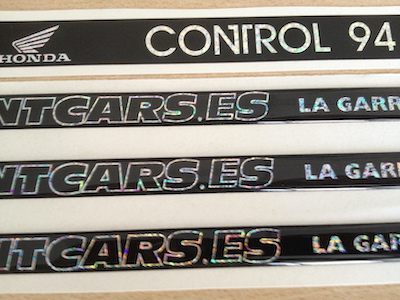 HONDA CONTROL 94
NTCARS.ES LA GARR
NTCARS.ES LA GARR
NTCARS.ES LA GAR